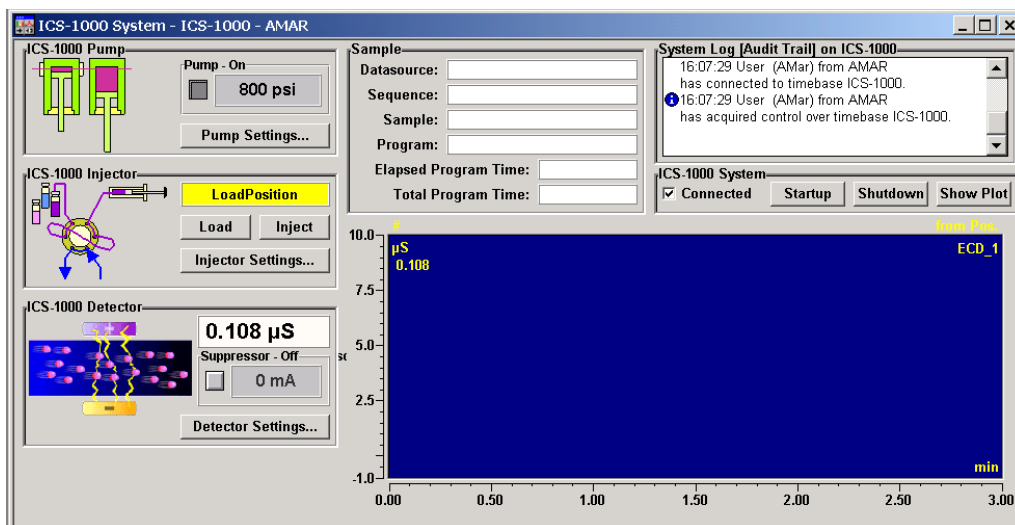 ICS-1000 System - ICS-1000 - AMAR
ICS-1000 Pump
Pump - On
800 psi
Pump Settings...
ICS-1000 Injector
LoadPosition
Load
Inject
Injector Settings...
ICS-1000 Detector
0.108 µS
Suppressor - Off
0 mA
Detector Settings...
Sample
Datasource:
Sequence:
Sample:
Program:
Elapsed Program Time:
Total Program Time:
System Log [Audit Trail] on ICS-1000
16:07:29 User (AMar) from AMAR
has connected to timebase ICS-1000.
16:07:29 User (AMar) from AMAR
has acquired control over timebase ICS-1000.
ICS-1000 System
Connected
Startup
Shutdown
Show Plot
# from Pos.
10.0
µS ECD_1
0.108
7.5
5.0
2.5
-1.0
min
0.00 0.50 1.00 1.50 2.00 2.50 3.00